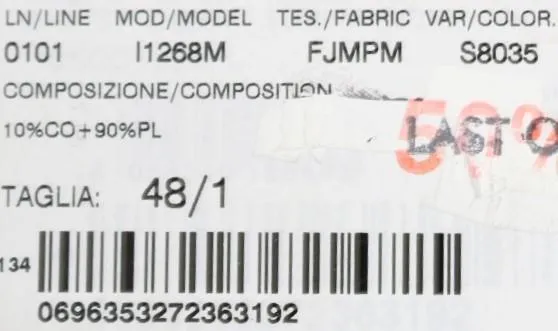 LN/LINE MOD/MODEL TES./FABRIC VAR/COLOR.
0101 I1268M FJMPM S8035
COMPOSIZIONE/COMPOSITION
10%CO+90%PL
50%
LAST
TAGLIA: 48/1
134
0696353272363192